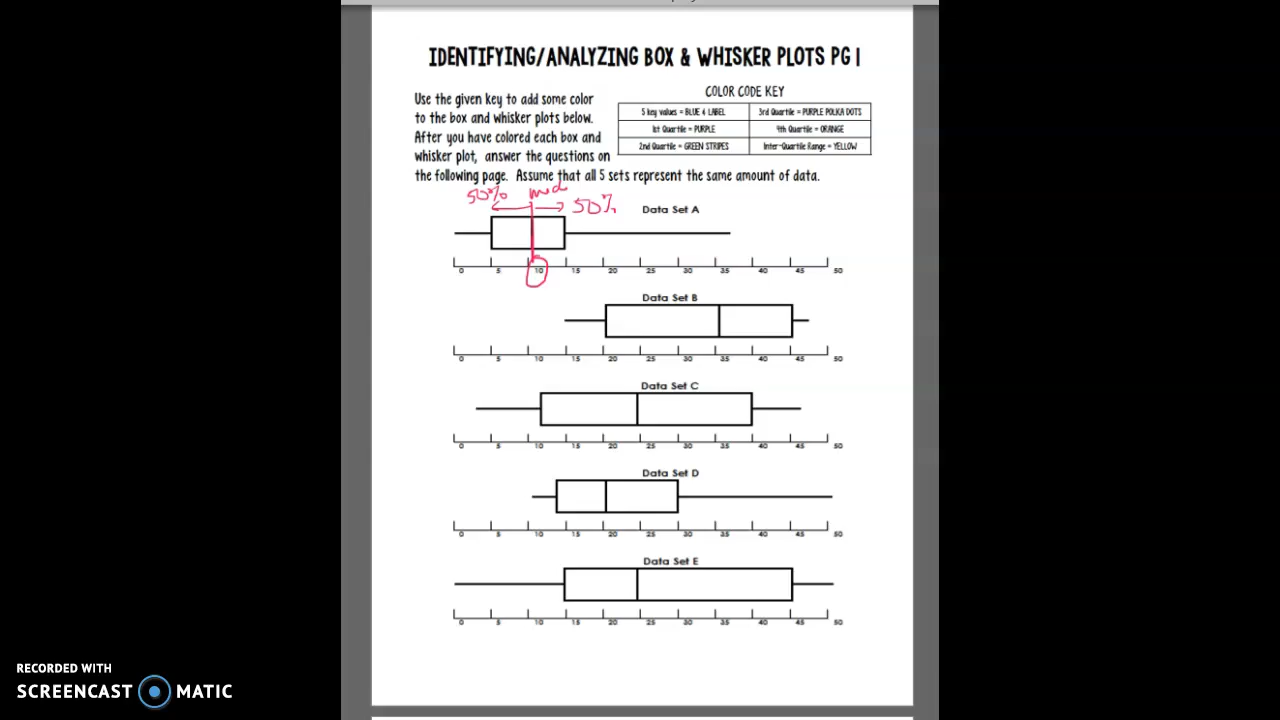 IDENTIFYING/ANALYZING BOX & WHISKER PLOTS PG 1
Use the given key to add some color
to the box and whisker plots below.
After you have colored each box and
whisker plot, answer the questions on
the following page. Assume that all 5 sets represent the same amount of data.
COLOR CODE KEY
5 key values = BLUE & LABEL 3rd Quartile = PURPLE POLKA DOTS
1st Quartile = PURPLE 4th Quartile = ORANGE
2nd Quartile = GREEN STRIPES Inter-Quartile Range = YELLOW
50% med 50%
Data Set A
0 5 10 15 20 25 30 35 40 45 50
Data Set B
0 5 10 15 20 25 30 35 40 45 50
Data Set C
0 5 10 15 20 25 30 35 40 45 50
Data Set D
0 5 10 15 20 25 30 35 40 45 50
Data Set E
0 5 10 15 20 25 30 35 40 45 50
RECORDED WITH
SCREENCAST MATIC